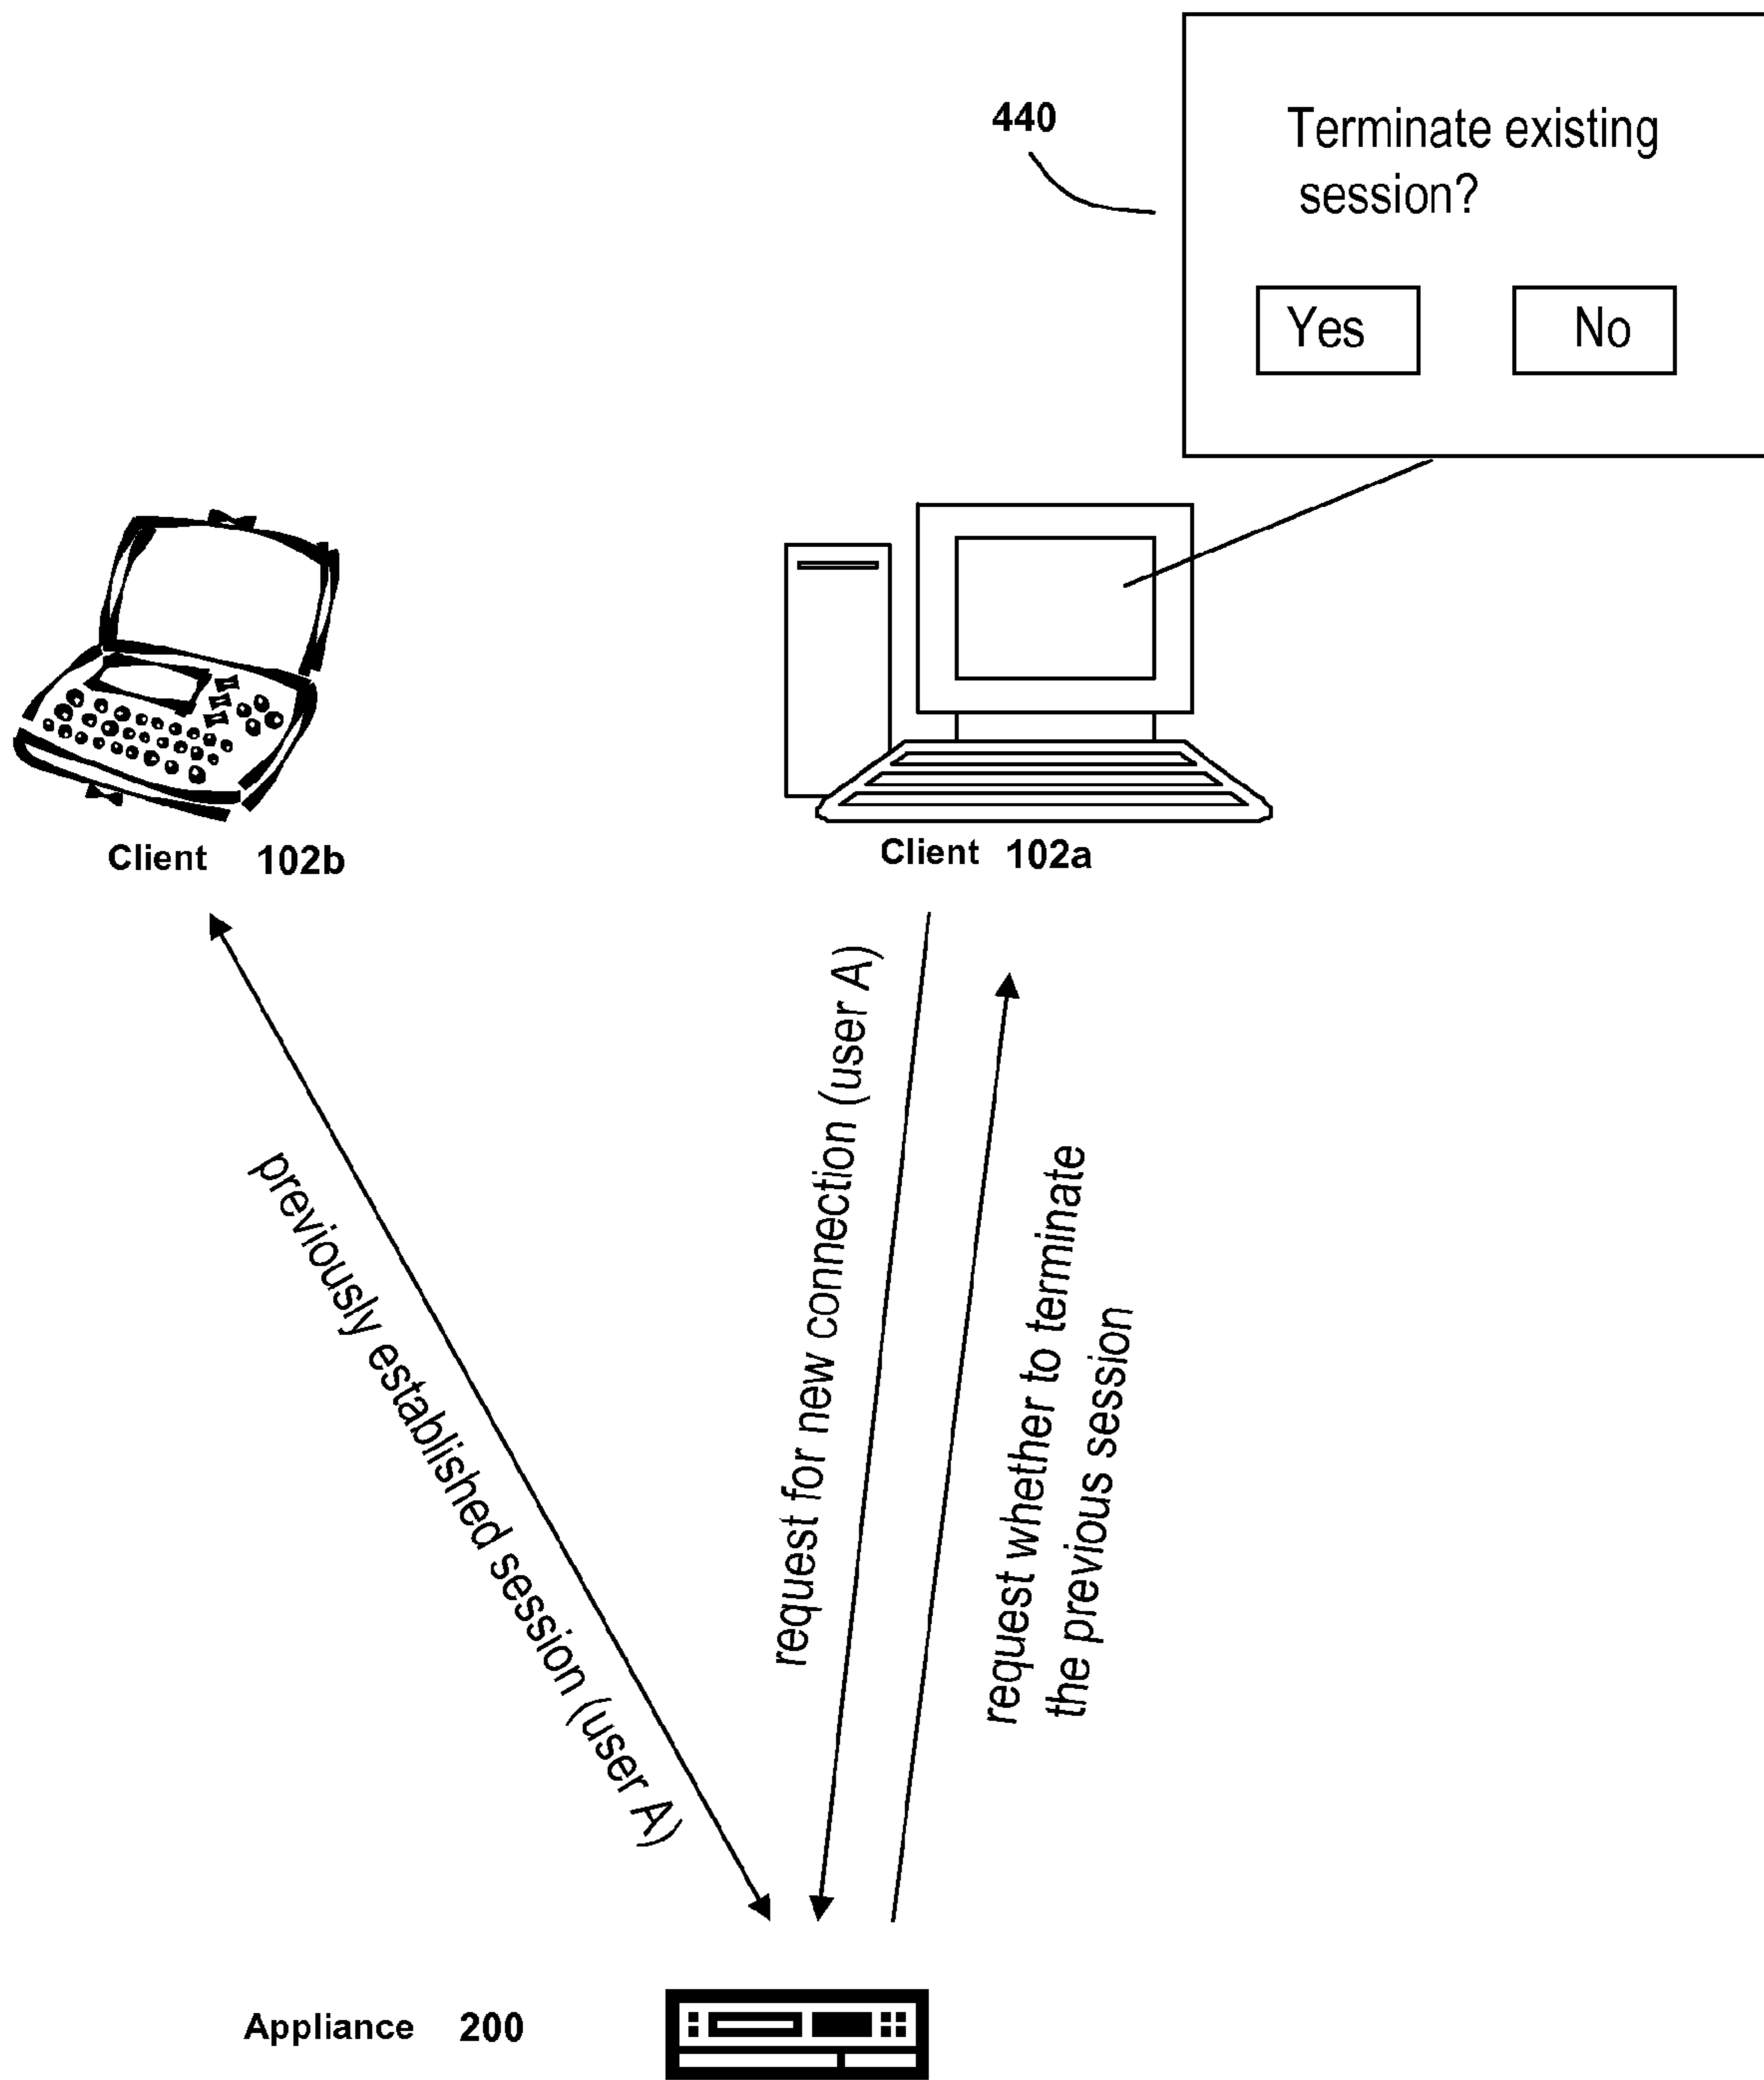 440
Terminate existing
session?
Yes
No
Client 102b
Client 102a
previously established session (user A)
request for new connection (user A)
request whether to terminate
the previous session
Appliance 200